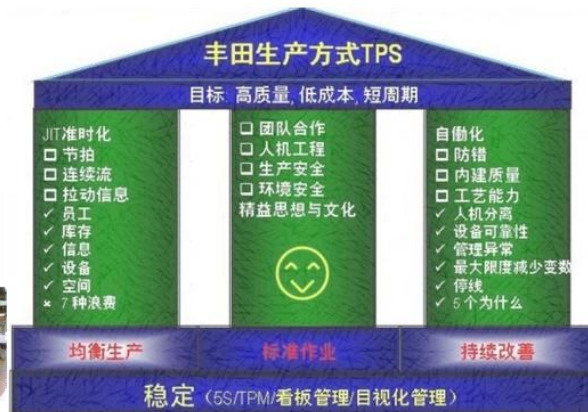 丰田生产方式TPS
目标: 高质量, 低成本, 短周期
JIT准时化
□ 节拍
□ 连续流
□ 拉动信息
✓ 员工
✓ 库存
✓ 信息
✓ 设备
✓ 空间
× 7 种浪费
□ 团队合作
□ 人机工程
□ 生产安全
□ 环境安全
精益思想与文化
自働化
□ 防错
□ 内建质量
□ 工艺能力
✓ 人机分离
✓ 设备可靠性
✓ 管理异常
✓ 最大限度减少变数
✓ 停线
✓ 5 个为什么
均衡生产
标准作业
持续改善
稳定（5S/TPM/看板管理/目视化管理）